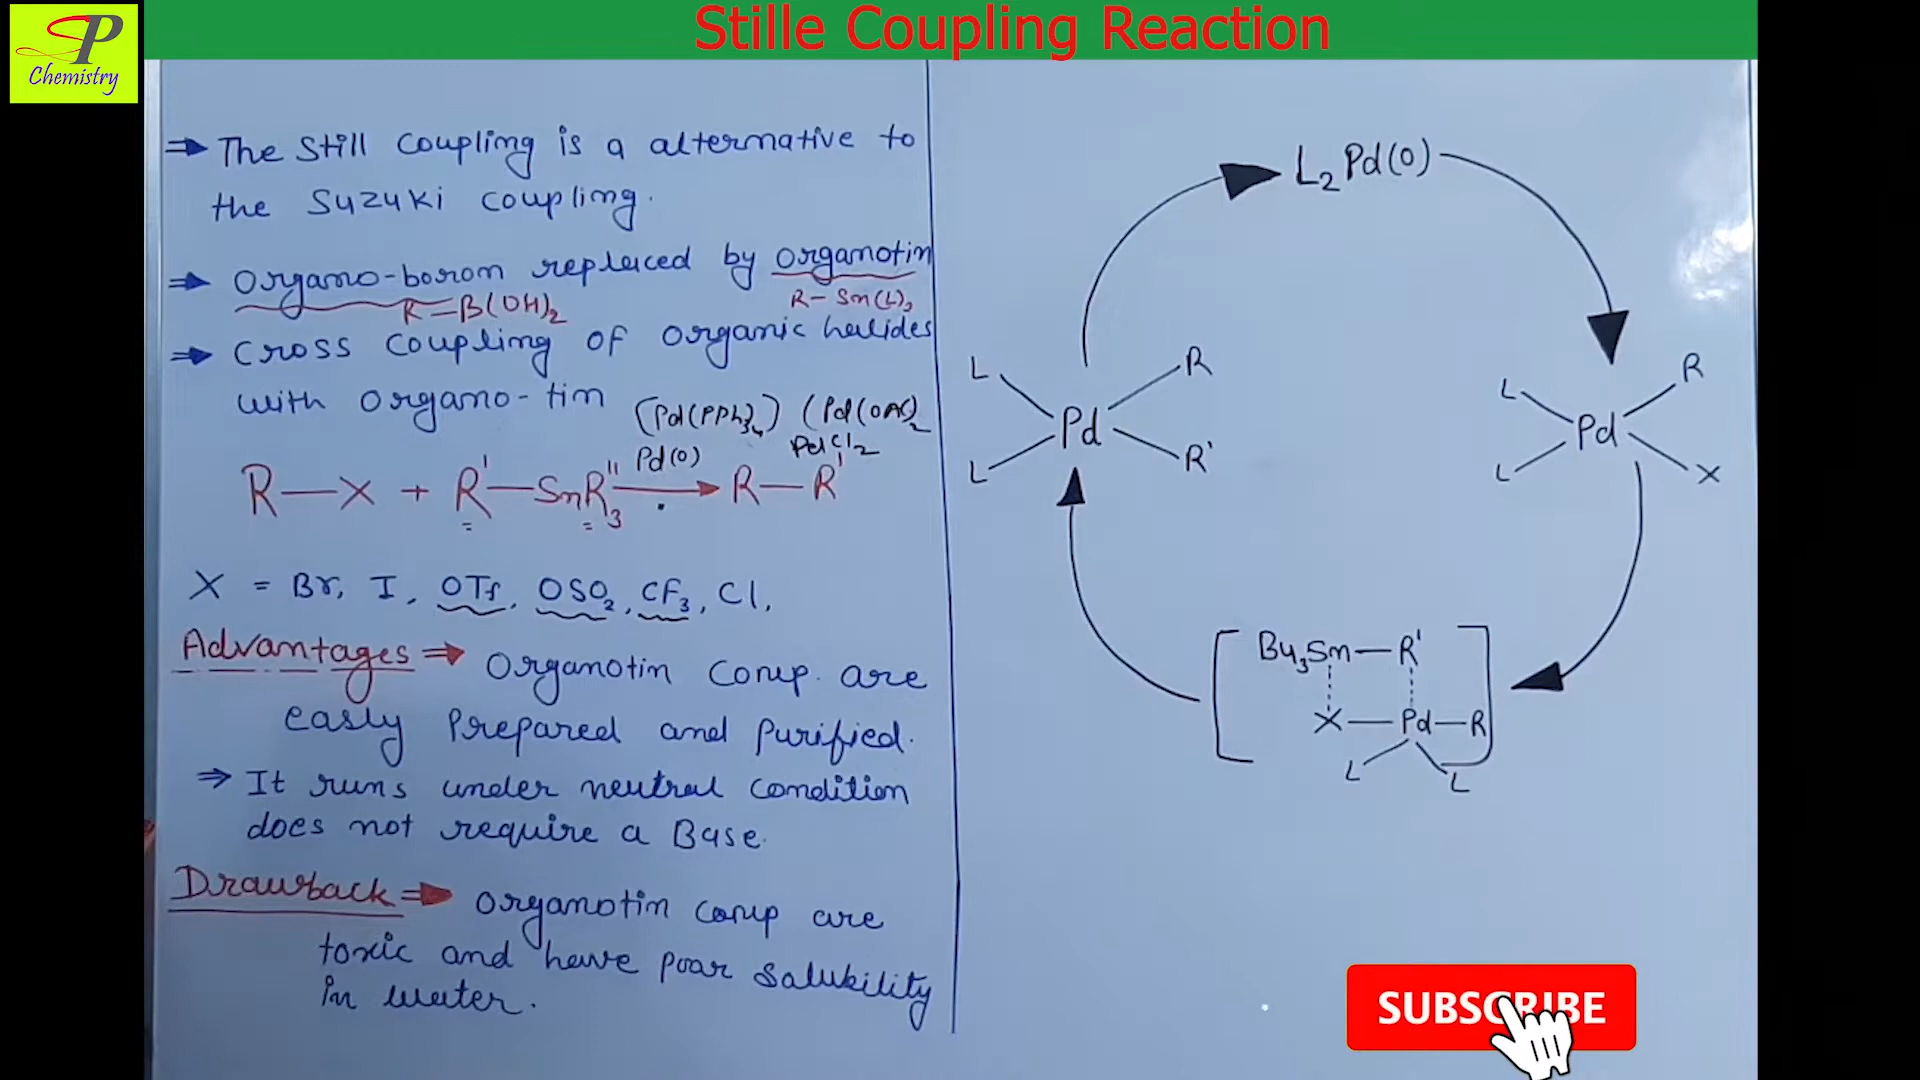 Stille Coupling Reaction
SP
Chemistry
⇒ The Still coupling is a alternative to
the Suzuki coupling.
⇒ Organo-boron replaced by organotin
R–B(OH)₂ R–Sn(L)₃
⇒ Cross coupling of organic halides
with organo-tin (Pd(PPh₃)₄) (Pd(OAc)₂
Pd(0) PdCl₂
R—X + R'—SnR''₃ → R—R'
X = Br, I, OTf, OSO₂, CF₃, Cl,
Advantages ⇒ Organotin comp. are
easly prepared and purified.
⇒ It runs under neutral condition
does not require a Base.
Drawback ⇒ Organotin comp are
toxic and have poor solubility
in water.
L₂Pd(0)
L R
Pd
L R'
L R
Pd
L X
Bu₃Sn—R'
X—Pd—R
L L
SUBSCRIBE